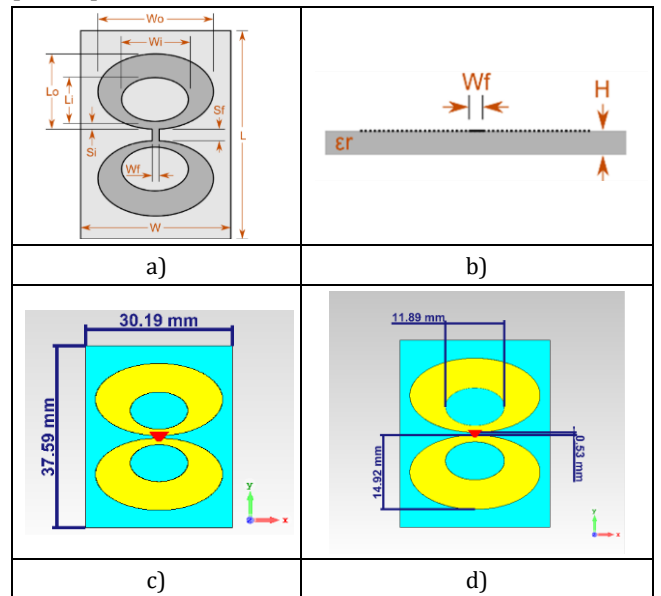 Wo
Wi
Lo
Li
Sf
L
Si
Wf
W
Wf
H
εr
a)
b)
30.19 mm
37.59 mm
y
x
11.89 mm
0.53 mm
14.92 mm
y
x
c)
d)